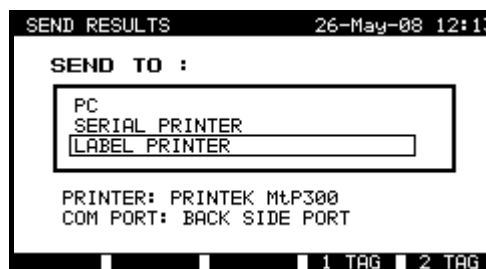 SEND RESULTS 26-May-08 12:13
SEND TO :
PC
SERIAL PRINTER
LABEL PRINTER
PRINTER: PRINTEK MtP300
COM PORT: BACK SIDE PORT
1 TAG 2 TAG